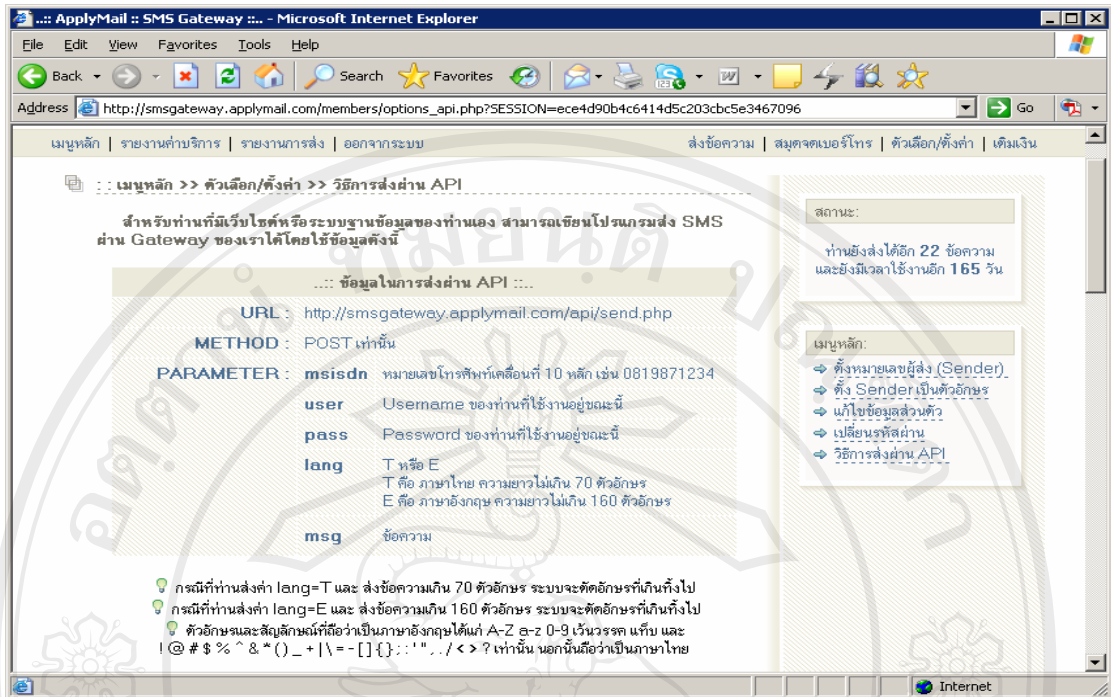 ..:: ApplyMail :: SMS Gateway ::.. - Microsoft Internet Explorer
File Edit View Favorites Tools Help
Back Search Favorites
Address http://smsgateway.applymail.com/members/options_api.php?SESSION=ece4d90b4c6414d5c203cbc5e3467096 Go
เมนูหลัก | รายงานค่าบริการ | รายงานการส่ง | ออกจากระบบ
ส่งข้อความ | สมุดจดเบอร์โทร | ตัวเลือก/ตั้งค่า | เติมเงิน
: : เมนูหลัก >> ตัวเลือก/ตั้งค่า >> วิธีการส่งผ่าน API
สำหรับท่านที่มีเว็บไซต์หรือระบบฐานข้อมูลของท่านเอง สามารถเขียนโปรแกรมส่ง SMS
ผ่าน Gateway ของเราได้โดยใช้ข้อมูลดังนี้
..:: ข้อมูลในการส่งผ่าน API ::..
URL : http://smsgateway.applymail.com/api/send.php
METHOD : POST เท่านั้น
PARAMETER : msisdn หมายเลขโทรศัพท์เคลื่อนที่ 10 หลัก เช่น 0819871234
user Username ของท่านที่ใช้งานอยู่ขณะนี้
pass Password ของท่านที่ใช้งานอยู่ขณะนี้
lang T หรือ E
T คือ ภาษาไทย ความยาวไม่เกิน 70 ตัวอักษร
E คือ ภาษาอังกฤษ ความยาวไม่เกิน 160 ตัวอักษร
msg ข้อความ
กรณีที่ท่านส่งค่า lang=T และ ส่งข้อความเกิน 70 ตัวอักษร ระบบจะตัดอักษรที่เกินทิ้งไป
กรณีที่ท่านส่งค่า lang=E และ ส่งข้อความเกิน 160 ตัวอักษร ระบบจะตัดอักษรที่เกินทิ้งไป
ตัวอักษรและสัญลักษณ์ที่ถือว่าเป็นภาษาอังกฤษได้แก่ A-Z a-z 0-9 เว้นวรรค แท็บ และ
! @ # $ % ^ & * ( ) _ + | \ = - [ ] { } ; : ' " , . / < > ? เท่านั้น นอกนั้นถือว่าเป็นภาษาไทย
สถานะ:
ท่านยังส่งได้อีก 22 ข้อความ
และยังมีเวลาใช้งานอีก 165 วัน
เมนูหลัก:
ตั้งหมายเลขผู้ส่ง (Sender)
ตั้ง Sender เป็นตัวอักษร
แก้ไขข้อมูลส่วนตัว
เปลี่ยนรหัสผ่าน
วิธีการส่งผ่าน API
Internet